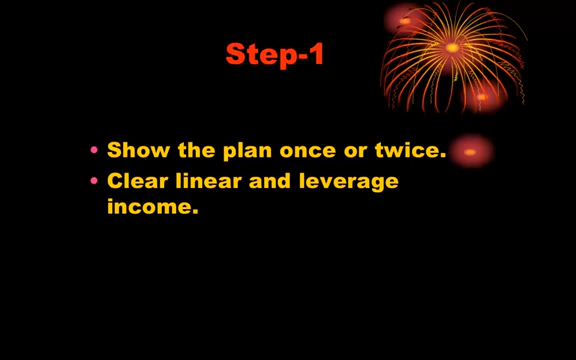 Step-1
• Show the plan once or twice.
• Clear linear and leverage
income.